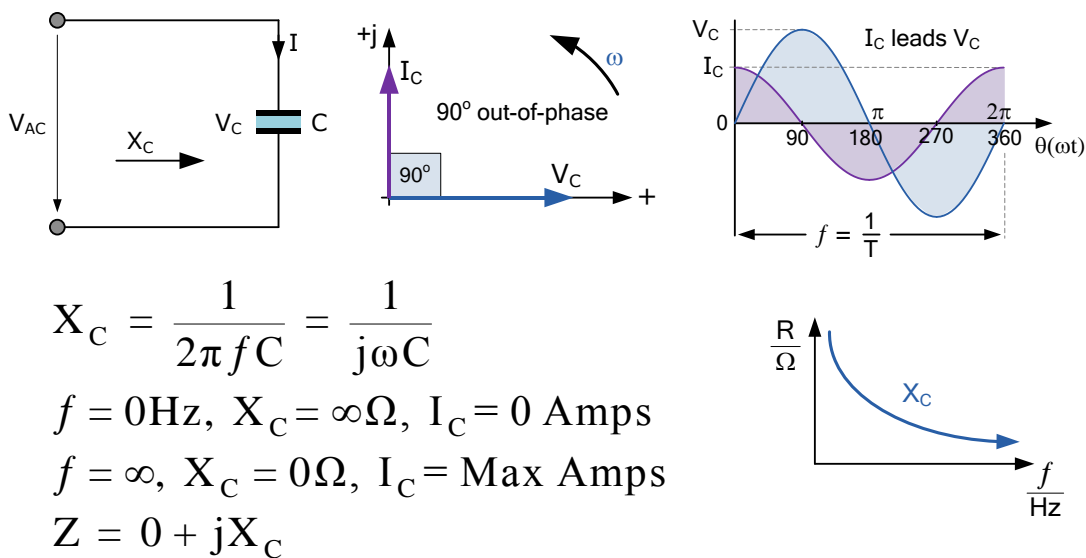 I
V_AC
V_C
C
X_C
+j
I_C
ω
90° out-of-phase
90°
V_C
+
V_C
I_C
I_C leads V_C
0
90
180
π
270
2π
360
θ(ωt)
f = 1/T
X_C = 1/2πfC = 1/jωC
f = 0Hz, X_C = ∞Ω, I_C = 0 Amps
f = ∞, X_C = 0Ω, I_C = Max Amps
Z = 0 + jX_C
R/Ω
X_C
f/Hz